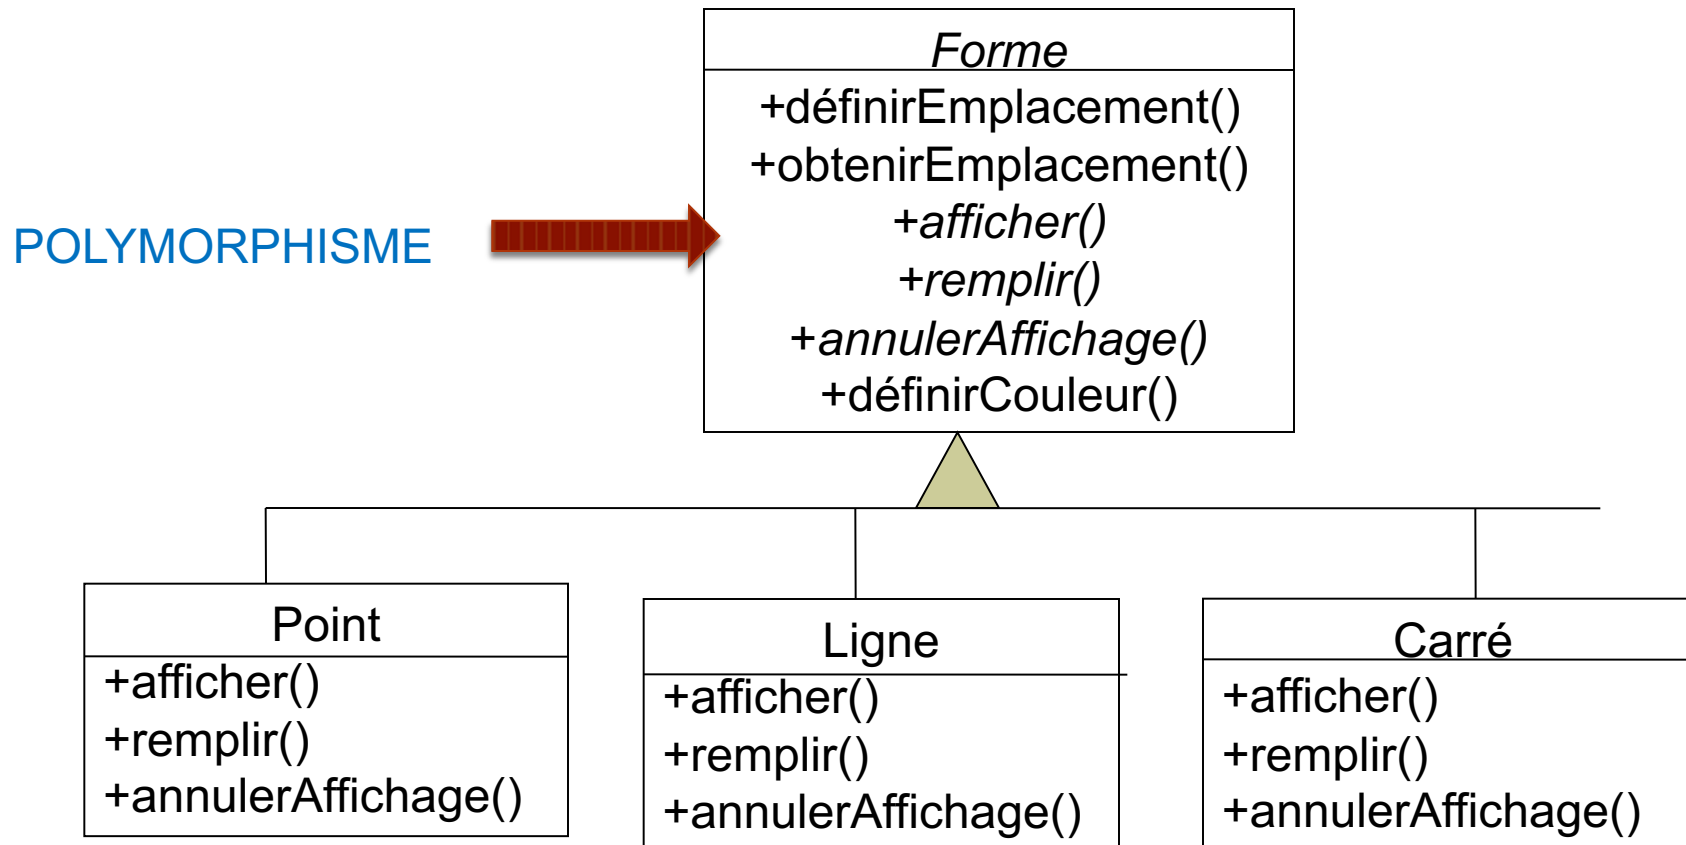 Forme
+définirEmplacement()
+obtenirEmplacement()
+afficher()
+remplir()
+annulerAffichage()
+définirCouleur()
POLYMORPHISME
Point
+afficher()
+remplir()
+annulerAffichage()
Ligne
+afficher()
+remplir()
+annulerAffichage()
Carré
+afficher()
+remplir()
+annulerAffichage()